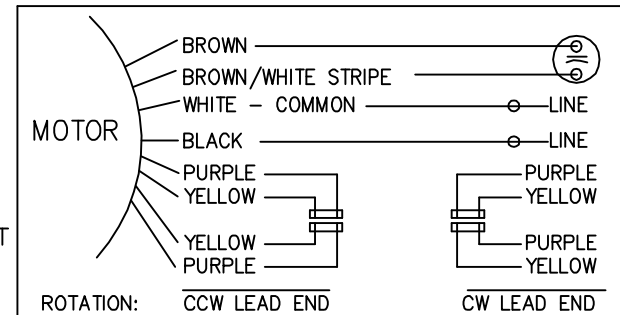 BROWN
BROWN/WHITE STRIPE
WHITE - COMMON LINE
MOTOR
BLACK LINE
PURPLE PURPLE
YELLOW YELLOW
T
YELLOW PURPLE
PURPLE YELLOW
ROTATION: CCW LEAD END CW LEAD END